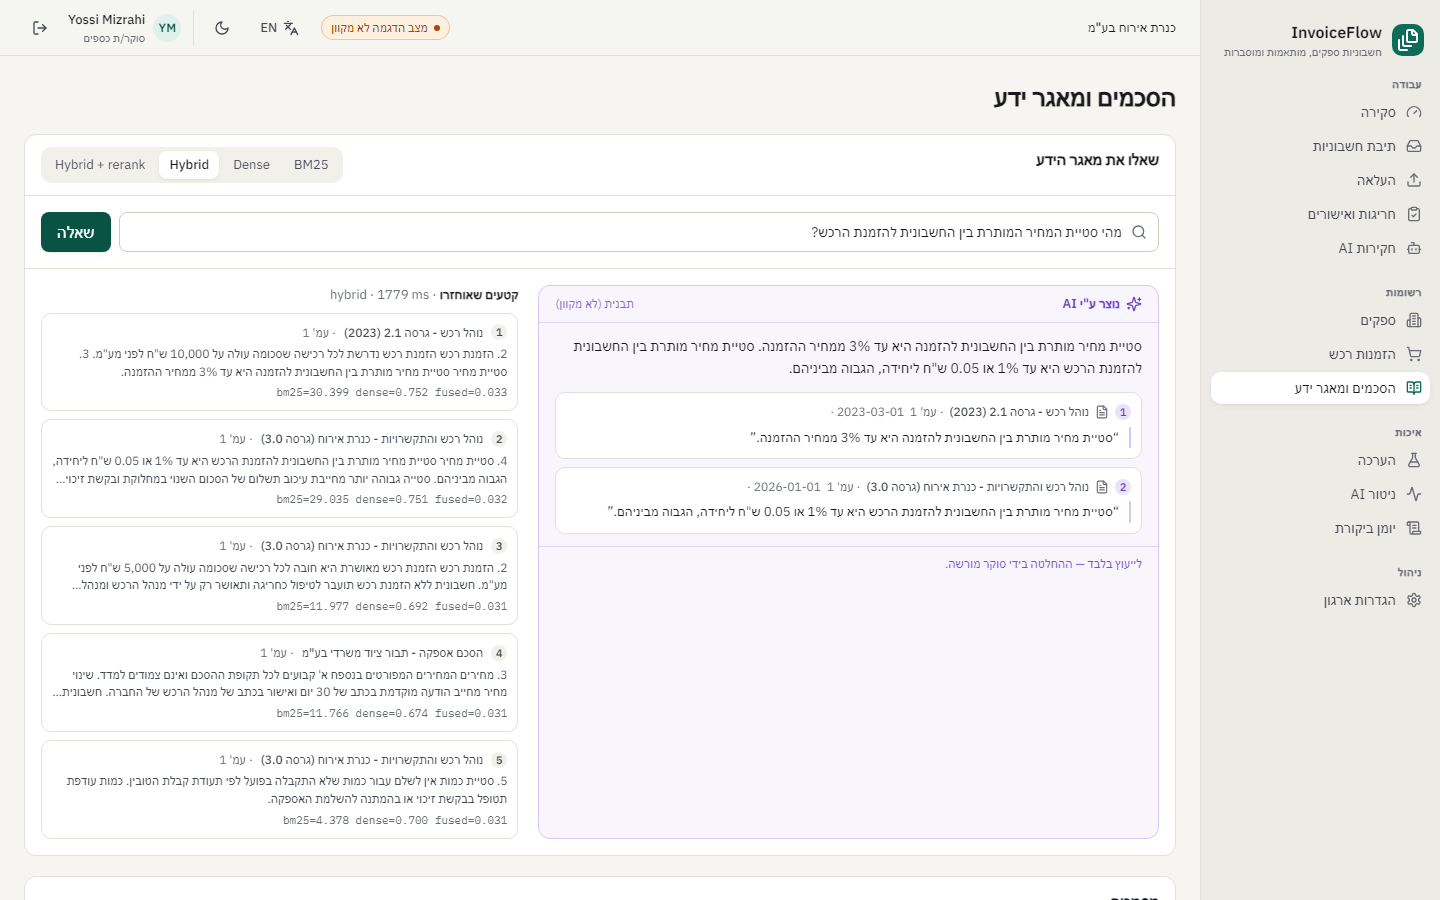 InvoiceFlow
חשבוניות ספקים, מותאמות ומוסברות
עבודה
סקירה
תיבת חשבוניות
העלאה
חריגות ואישורים
חקירות AI
רשומות
ספקים
הזמנות רכש
הסכמים ומאגר ידע
איכות
הערכה
ניטור AI
יומן ביקורת
ניהול
הגדרות ארגון
כנרת אירוח בע"מ
מצב הדגמה לא מקוון
EN
YM
Yossi Mizrahi
סוקר/ת כספים
הסכמים ומאגר ידע
שאלו את מאגר הידע
BM25
Dense
Hybrid
Hybrid + rerank
מהי סטיית המחיר המותרת בין החשבונית להזמנת הרכש?
שאלה
נוצר ע"י AI
תבנית (לא מקוון)
סטיית מחיר מותרת בין החשבונית להזמנה היא עד 3% ממחיר ההזמנה. סטיית מחיר מותרת בין החשבונית
להזמנת הרכש היא עד 1% או 0.05 ש"ח ליחידה, הגבוה מביניהם.
1 נוהל רכש - גרסה 2.1 (2023) · עמ' 1 2023-03-01 ·
“סטיית מחיר מותרת בין החשבונית להזמנה היא עד 3% ממחיר ההזמנה.”
2 נוהל רכש והתקשרויות - כנרת אירוח (גרסה 3.0) · עמ' 1 2026-01-01 ·
“סטיית מחיר מותרת בין החשבונית להזמנת הרכש היא עד 1% או 0.05 ש"ח ליחידה, הגבוה מביניהם.”
לייעוץ בלבד — ההחלטה בידי סוקר מורשה.
קטעים שאוחזרו · hybrid · 1779 ms
1 נוהל רכש - גרסה 2.1 (2023) · עמ' 1
2. הזמנת רכש הזמנת רכש נדרשת לכל רכישה שסכומה עולה על 10,000 ש"ח לפני מע"מ. 3.
סטיית מחיר סטיית מחיר מותרת בין החשבונית להזמנה היא עד 3% ממחיר ההזמנה.
bm25=30.399 dense=0.752 fused=0.033
2 נוהל רכש והתקשרויות - כנרת אירוח (גרסה 3.0) · עמ' 1
4. סטיית מחיר סטיית מחיר מותרת בין החשבונית להזמנת הרכש היא עד 1% או 0.05 ש"ח ליחידה,
הגבוה מביניהם. סטייה גבוהה יותר מחייבת עיכוב תשלום של הסכום השנוי במחלוקת ובקשת זיכוי...
bm25=29.035 dense=0.751 fused=0.032
3 נוהל רכש והתקשרויות - כנרת אירוח (גרסה 3.0) · עמ' 1
2. הזמנת רכש הזמנת רכש מאושרת היא חובה לכל רכישה שסכומה עולה על 5,000 ש"ח לפני
מע"מ. חשבונית ללא הזמנת רכש תועבר לטיפול כחריגה ותאושר רק על ידי מנהל הרכש ומנהל...
bm25=11.977 dense=0.692 fused=0.031
4 הסכם אספקה - תבור ציוד משרדי בע"מ · עמ' 1
3. מחירים המחירים המפורטים בנספח א' קבועים לכל תקופת ההסכם ואינם צמודים למדד. שינוי
מחיר מחייב הודעה מוקדמת בכתב של 30 יום ואישור בכתב של מנהל הרכש של החברה. חשבונית...
bm25=11.766 dense=0.674 fused=0.031
5 נוהל רכש והתקשרויות - כנרת אירוח (גרסה 3.0) · עמ' 1
5. סטיית כמות אין לשלם עבור כמות שלא התקבלה בפועל לפי תעודת קבלת הטובין. כמות עודפת
תטופל בבקשת זיכוי או בהמתנה להשלמת האספקה.
bm25=4.378 dense=0.700 fused=0.031